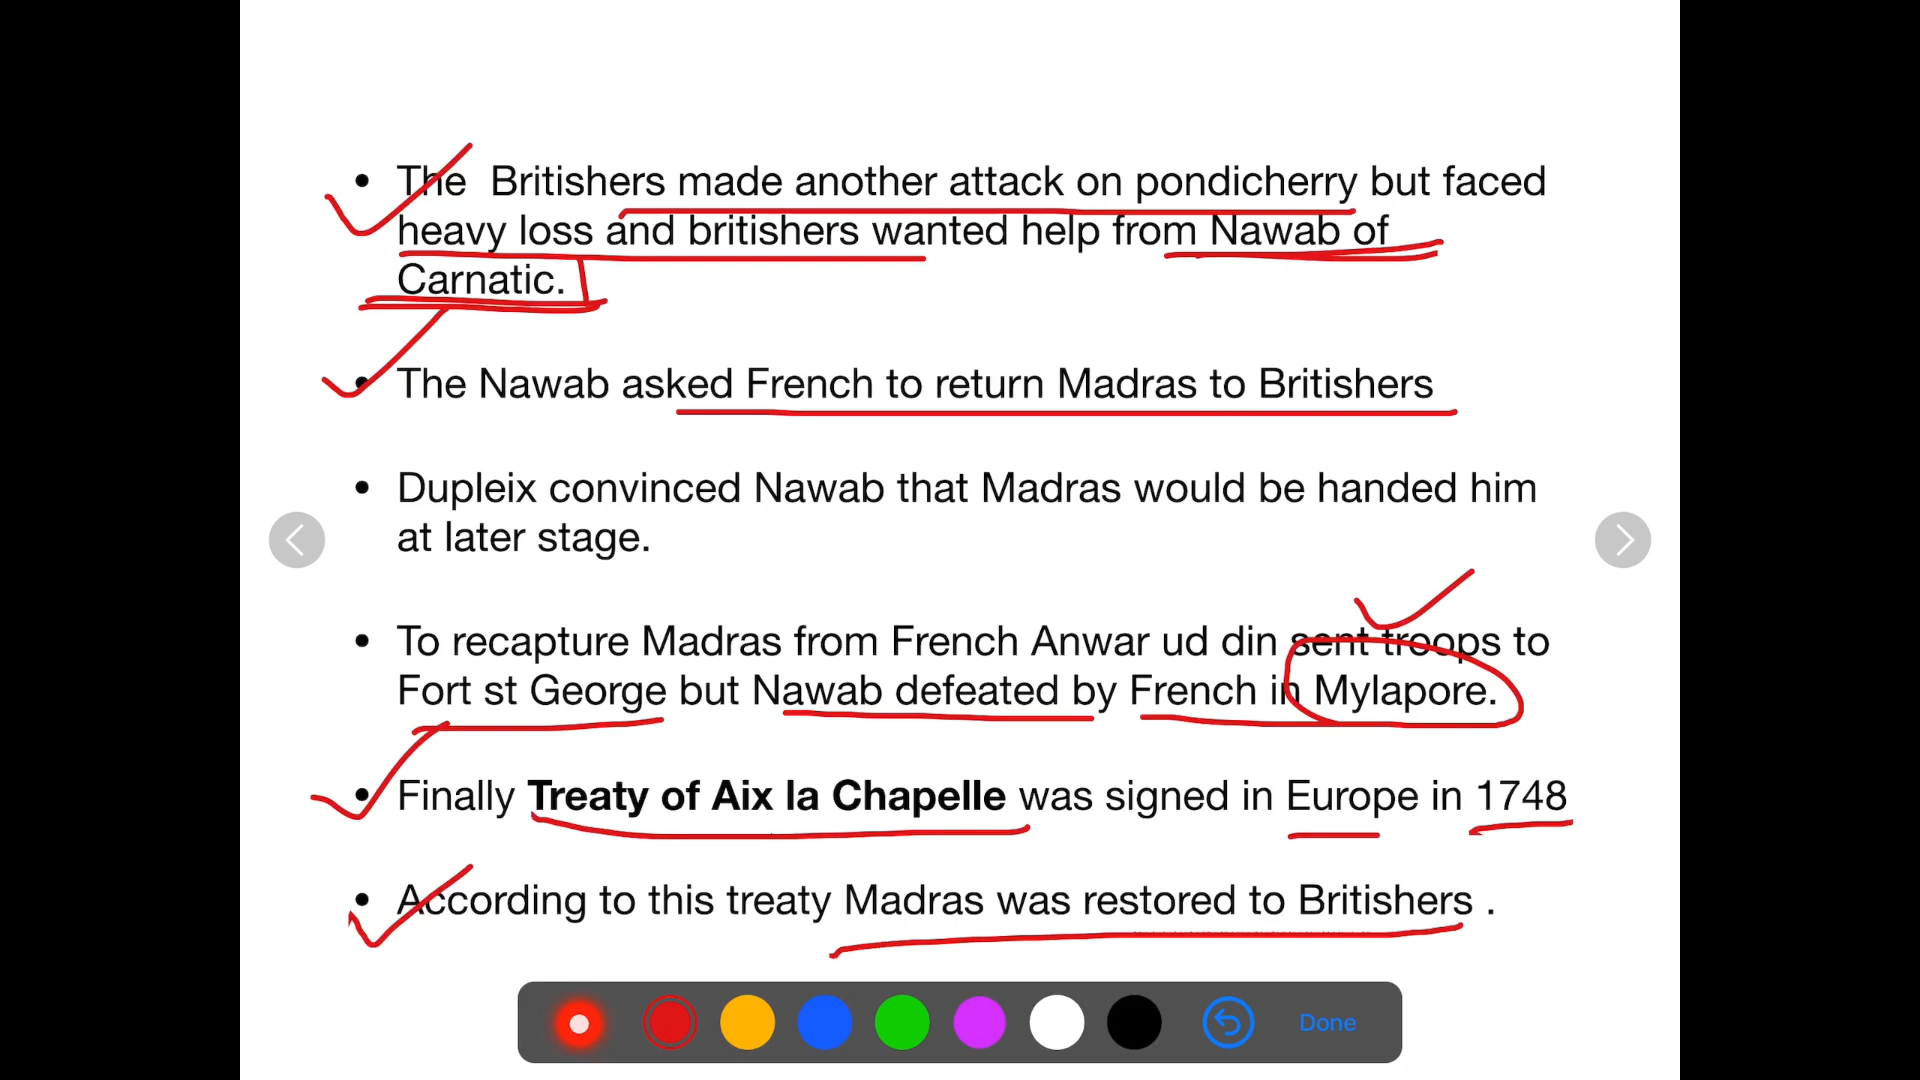 • The  Britishers made another attack on pondicherry but faced
heavy loss and britishers wanted help from Nawab of
Carnatic.
• The Nawab asked French to return Madras to Britishers
• Dupleix convinced Nawab that Madras would be handed him
at later stage.
• To recapture Madras from French Anwar ud din sent troops to
Fort st George but Nawab defeated by French in Mylapore.
• Finally Treaty of Aix la Chapelle was signed in Europe in 1748
• According to this treaty Madras was restored to Britishers .
Done